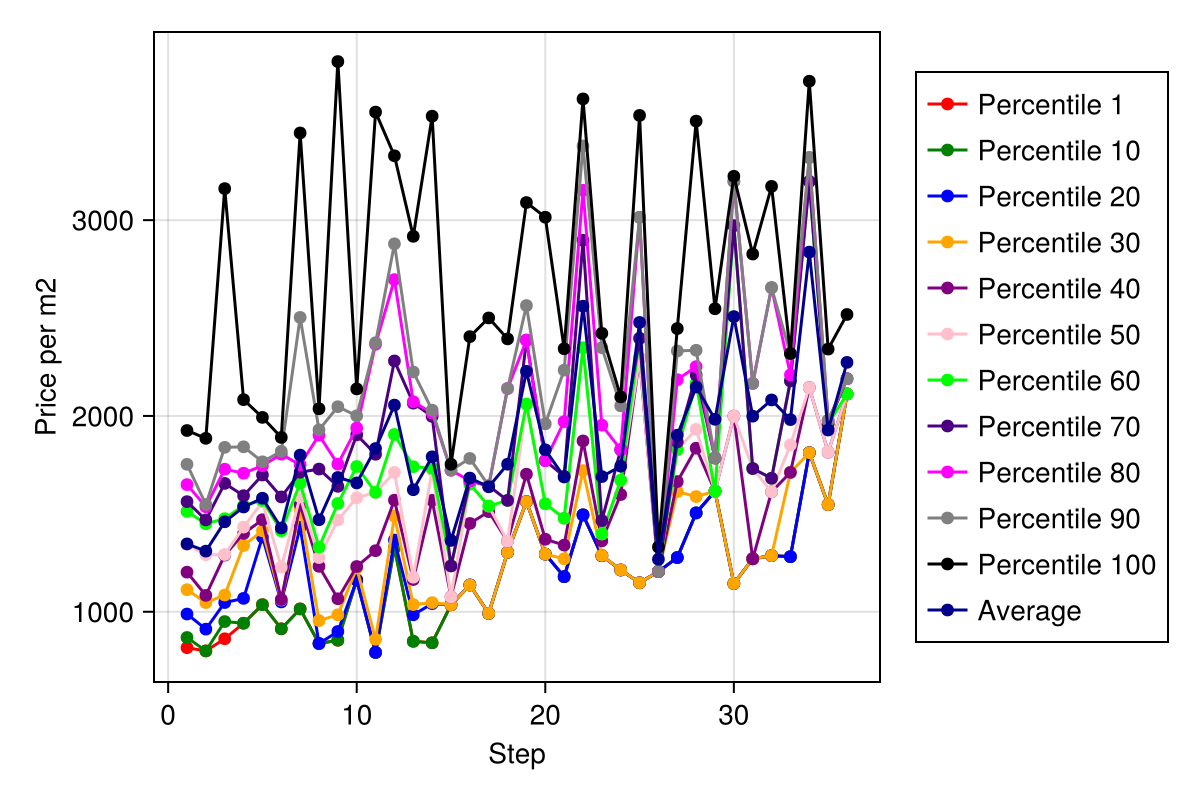 3000
2000
1000
Price per m2
0
10
20
30
Step
Percentile 1
Percentile 10
Percentile 20
Percentile 30
Percentile 40
Percentile 50
Percentile 60
Percentile 70
Percentile 80
Percentile 90
Percentile 100
Average